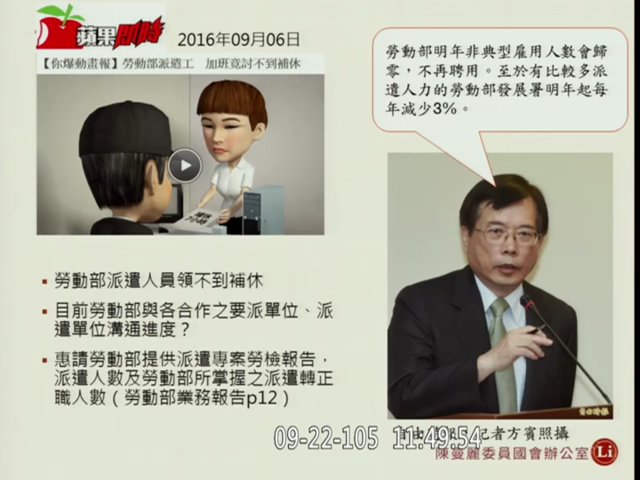 蘋果即時
2016年09月06日
【你爆動畫報】勞動部派遣工 加班竟討不到補休
勞動部明年非典型雇用人數會歸
零，不再聘用。至於有比較多派
遣人力的勞動部發展署明年起每
年減少3%。
▪ 勞動部派遣人員領不到補休
▪ 目前勞動部與各合作之要派單位、派
遣單位溝通進度？
▪ 惠請勞動部提供派遣專案勞檢報告，
派遣人數及勞動部所掌握之派遣轉正
職人數（勞動部業務報告p12）
自由時報
記者方賓照攝
09-22-105 11:49:54
陳曼麗委員國會辦公室 Li